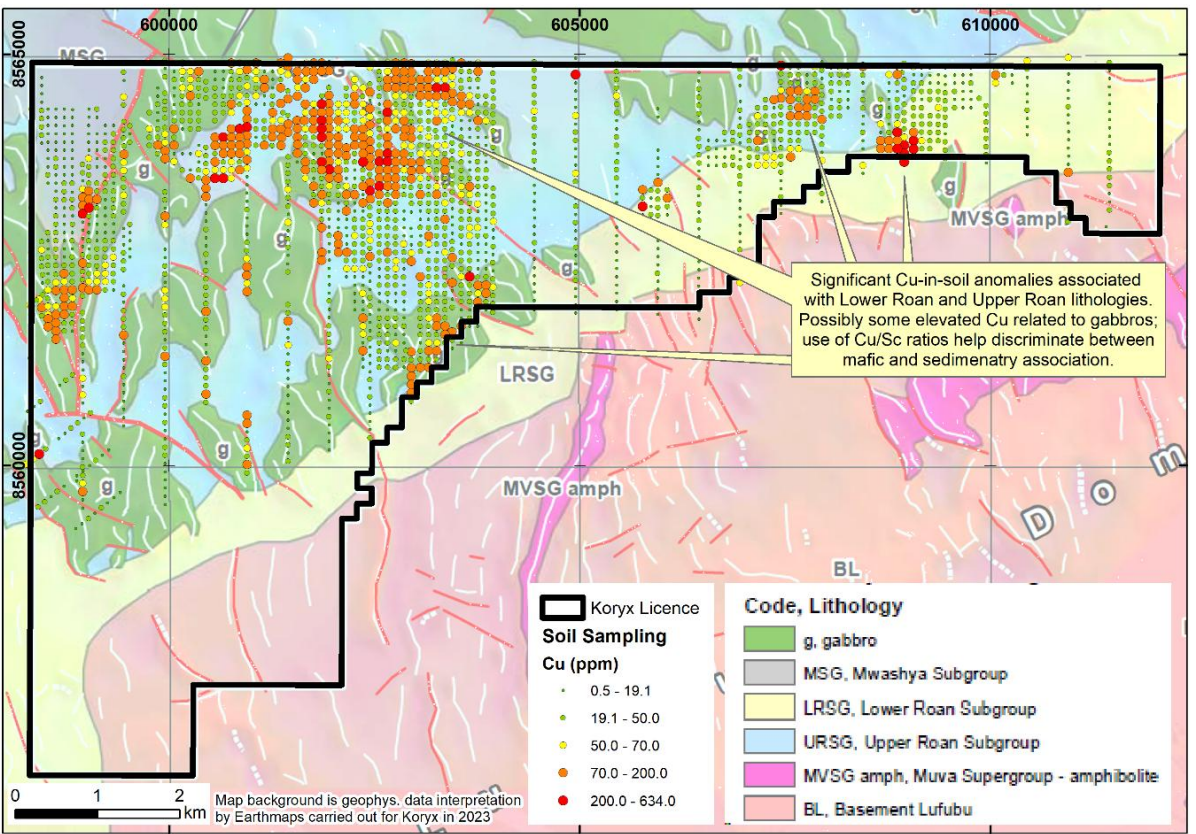 600000
605000
610000
8565000
MSG
G
g
g
g
g
g
g
g
g
g
g
g
MVSG amph
Significant Cu-in-soil anomalies associated
with Lower Roan and Upper Roan lithologies.
Possibly some elevated Cu related to gabbros;
use of Cu/Sc ratios help discriminate between
mafic and sedimenatry association.
LRSG
8560000
MVSG amph
D o m
BL
Koryx Licence
Soil Sampling
Cu (ppm)
0.5 - 19.1
19.1 - 50.0
50.0 - 70.0
70.0 - 200.0
200.0 - 634.0
Code, Lithology
g, gabbro
MSG, Mwashya Subgroup
LRSG, Lower Roan Subgroup
URSG, Upper Roan Subgroup
MVSG amph, Muva Supergroup - amphibolite
BL, Basement Lufubu
0 1 2
km
Map background is geophys. data interpretation
by Earthmaps carried out for Koryx in 2023